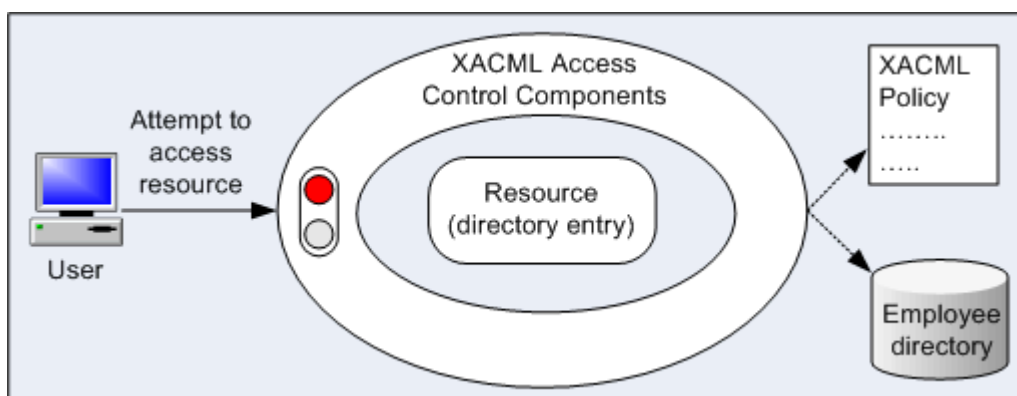 XACML Access
Control Components
Attempt to
access
resource
User
Resource
(directory entry)
XACML
Policy
........
.....
Employee
directory